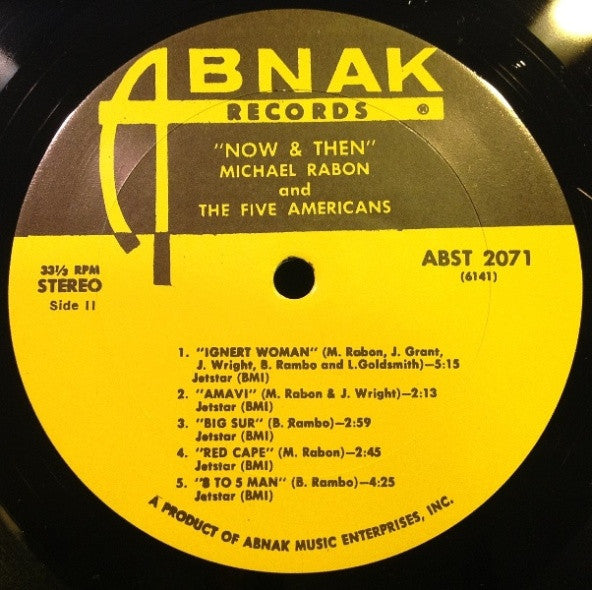 ABNAK
RECORDS ®
"NOW & THEN"
MICHAEL RABON
and
THE FIVE AMERICANS
33⅓ RPM
STEREO
Side II
ABST 2071
(6141)
1. "IGNERT WOMAN" (M. Rabon, J. Grant,
J. Wright, B. Rambo and L.Goldsmith)—5:15
Jetstar (BMI)
2. "AMAVI" (M. Rabon & J. Wright)—2:13
Jetstar (BMI)
3. "BIG SUR" (B. Rambo)—2:59
Jetstar (BMI)
4. "RED CAPE" (M. Rabon)—2:45
Jetstar (BMI)
5. "8 TO 5 MAN" (B. Rambo)—4:25
Jetstar (BMI)
A PRODUCT OF ABNAK MUSIC ENTERPRISES, INC.